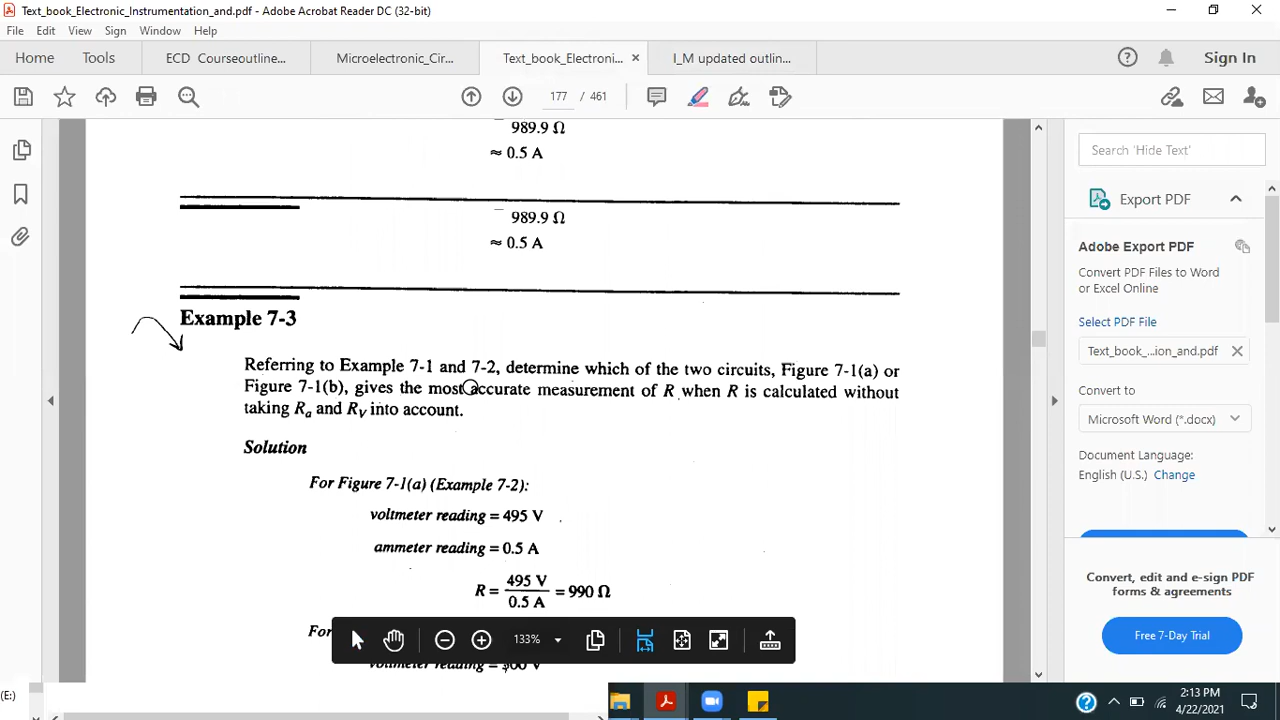 Text_book_Electronic_Instrumentation_and.pdf - Adobe Acrobat Reader DC (32-bit)
File Edit View Sign Window Help
Home Tools ECD Courseoutline... Microelectronic_Cir... Text_book_Electroni... I_M updated outlin... Sign In
177 / 461
989.9 Ω
≈ 0.5 A
989.9 Ω
≈ 0.5 A
Example 7-3
Referring to Example 7-1 and 7-2, determine which of the two circuits, Figure 7-1(a) or
Figure 7-1(b), gives the most accurate measurement of R when R is calculated without
taking Ra and RV into account.
Solution
For Figure 7-1(a) (Example 7-2):
voltmeter reading = 495 V
ammeter reading = 0.5 A
R = 495 V / 0.5 A = 990 Ω
For
voltmeter reading = 500 V
133%
Search 'Hide Text'
Export PDF
Adobe Export PDF
Convert PDF Files to Word
or Excel Online
Select PDF File
Text_book_...ion_and.pdf
Convert to
Microsoft Word (*.docx)
Document Language:
English (U.S.) Change
Convert, edit and e-sign PDF
forms & agreements
Free 7-Day Trial
(E:)
2:13 PM
4/22/2021